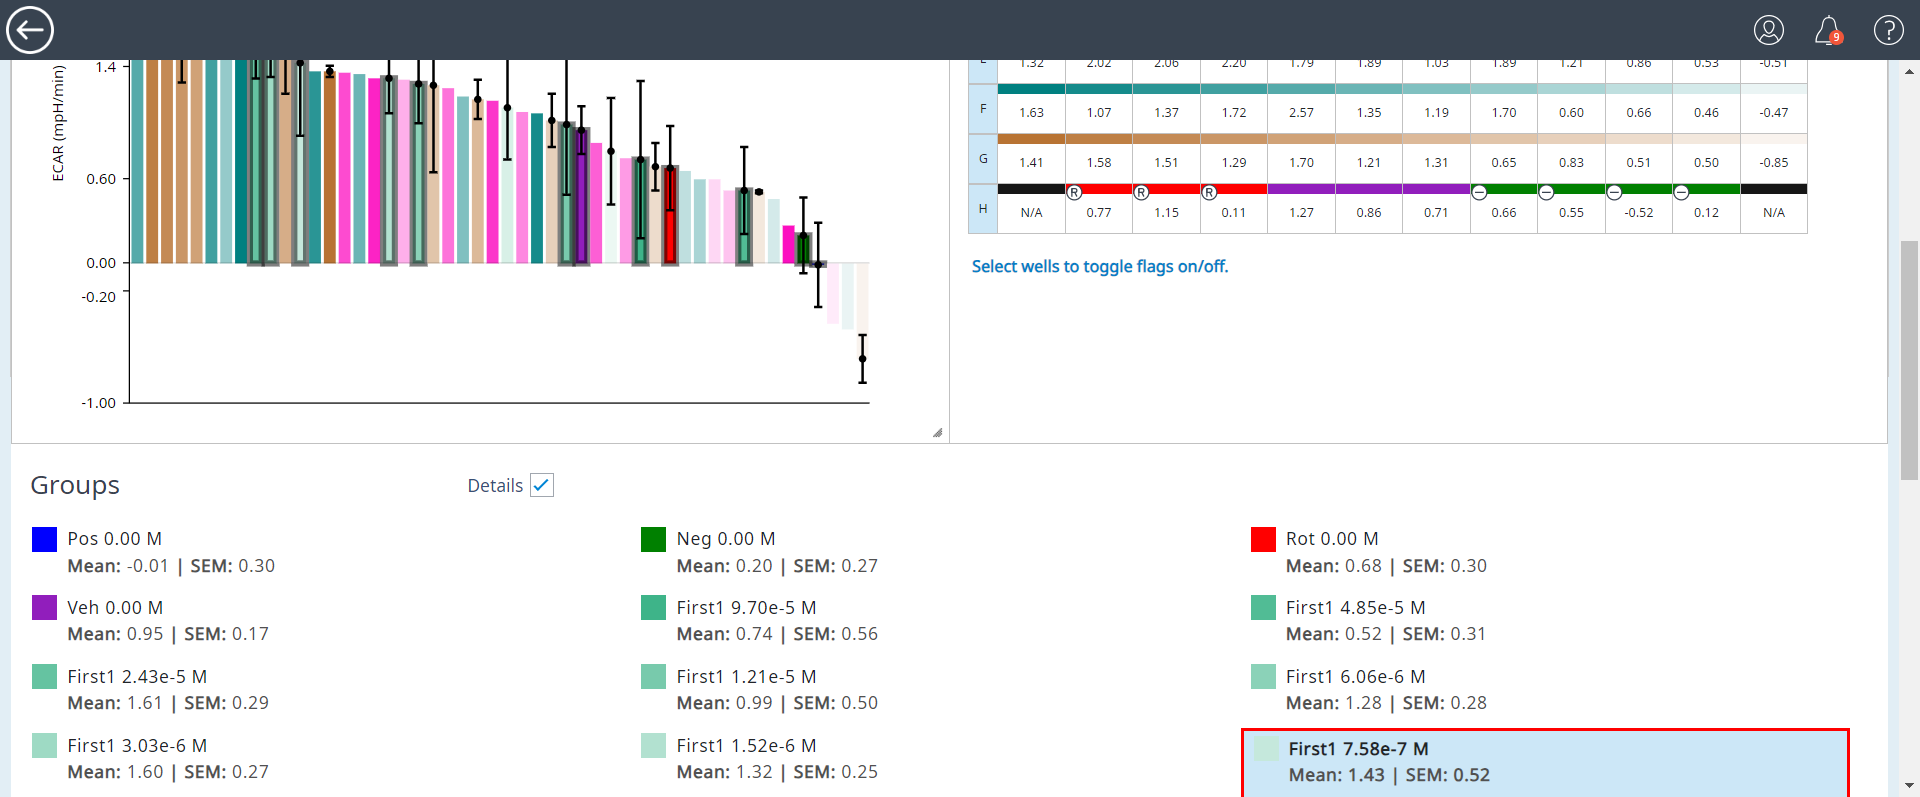 9
1.4
ECAR (mpH/min)
0.60
0.00
-0.20
-1.00
E 1.32 2.02 2.06 2.20 1.79 1.89 1.03 1.89 1.21 0.86 0.53 -0.51
F 1.63 1.07 1.37 1.72 2.57 1.35 1.19 1.70 0.60 0.66 0.46 -0.47
G 1.41 1.58 1.51 1.29 1.70 1.21 1.31 0.65 0.83 0.51 0.50 -0.85
R R R
H N/A 0.77 1.15 0.11 1.27 0.86 0.71 0.66 0.55 -0.52 0.12 N/A
Select wells to toggle flags on/off.
Groups
Details
Pos 0.00 M
Mean: -0.01 | SEM: 0.30
Neg 0.00 M
Mean: 0.20 | SEM: 0.27
Rot 0.00 M
Mean: 0.68 | SEM: 0.30
Veh 0.00 M
Mean: 0.95 | SEM: 0.17
First1 9.70e-5 M
Mean: 0.74 | SEM: 0.56
First1 4.85e-5 M
Mean: 0.52 | SEM: 0.31
First1 2.43e-5 M
Mean: 1.61 | SEM: 0.29
First1 1.21e-5 M
Mean: 0.99 | SEM: 0.50
First1 6.06e-6 M
Mean: 1.28 | SEM: 0.28
First1 3.03e-6 M
Mean: 1.60 | SEM: 0.27
First1 1.52e-6 M
Mean: 1.32 | SEM: 0.25
First1 7.58e-7 M
Mean: 1.43 | SEM: 0.52